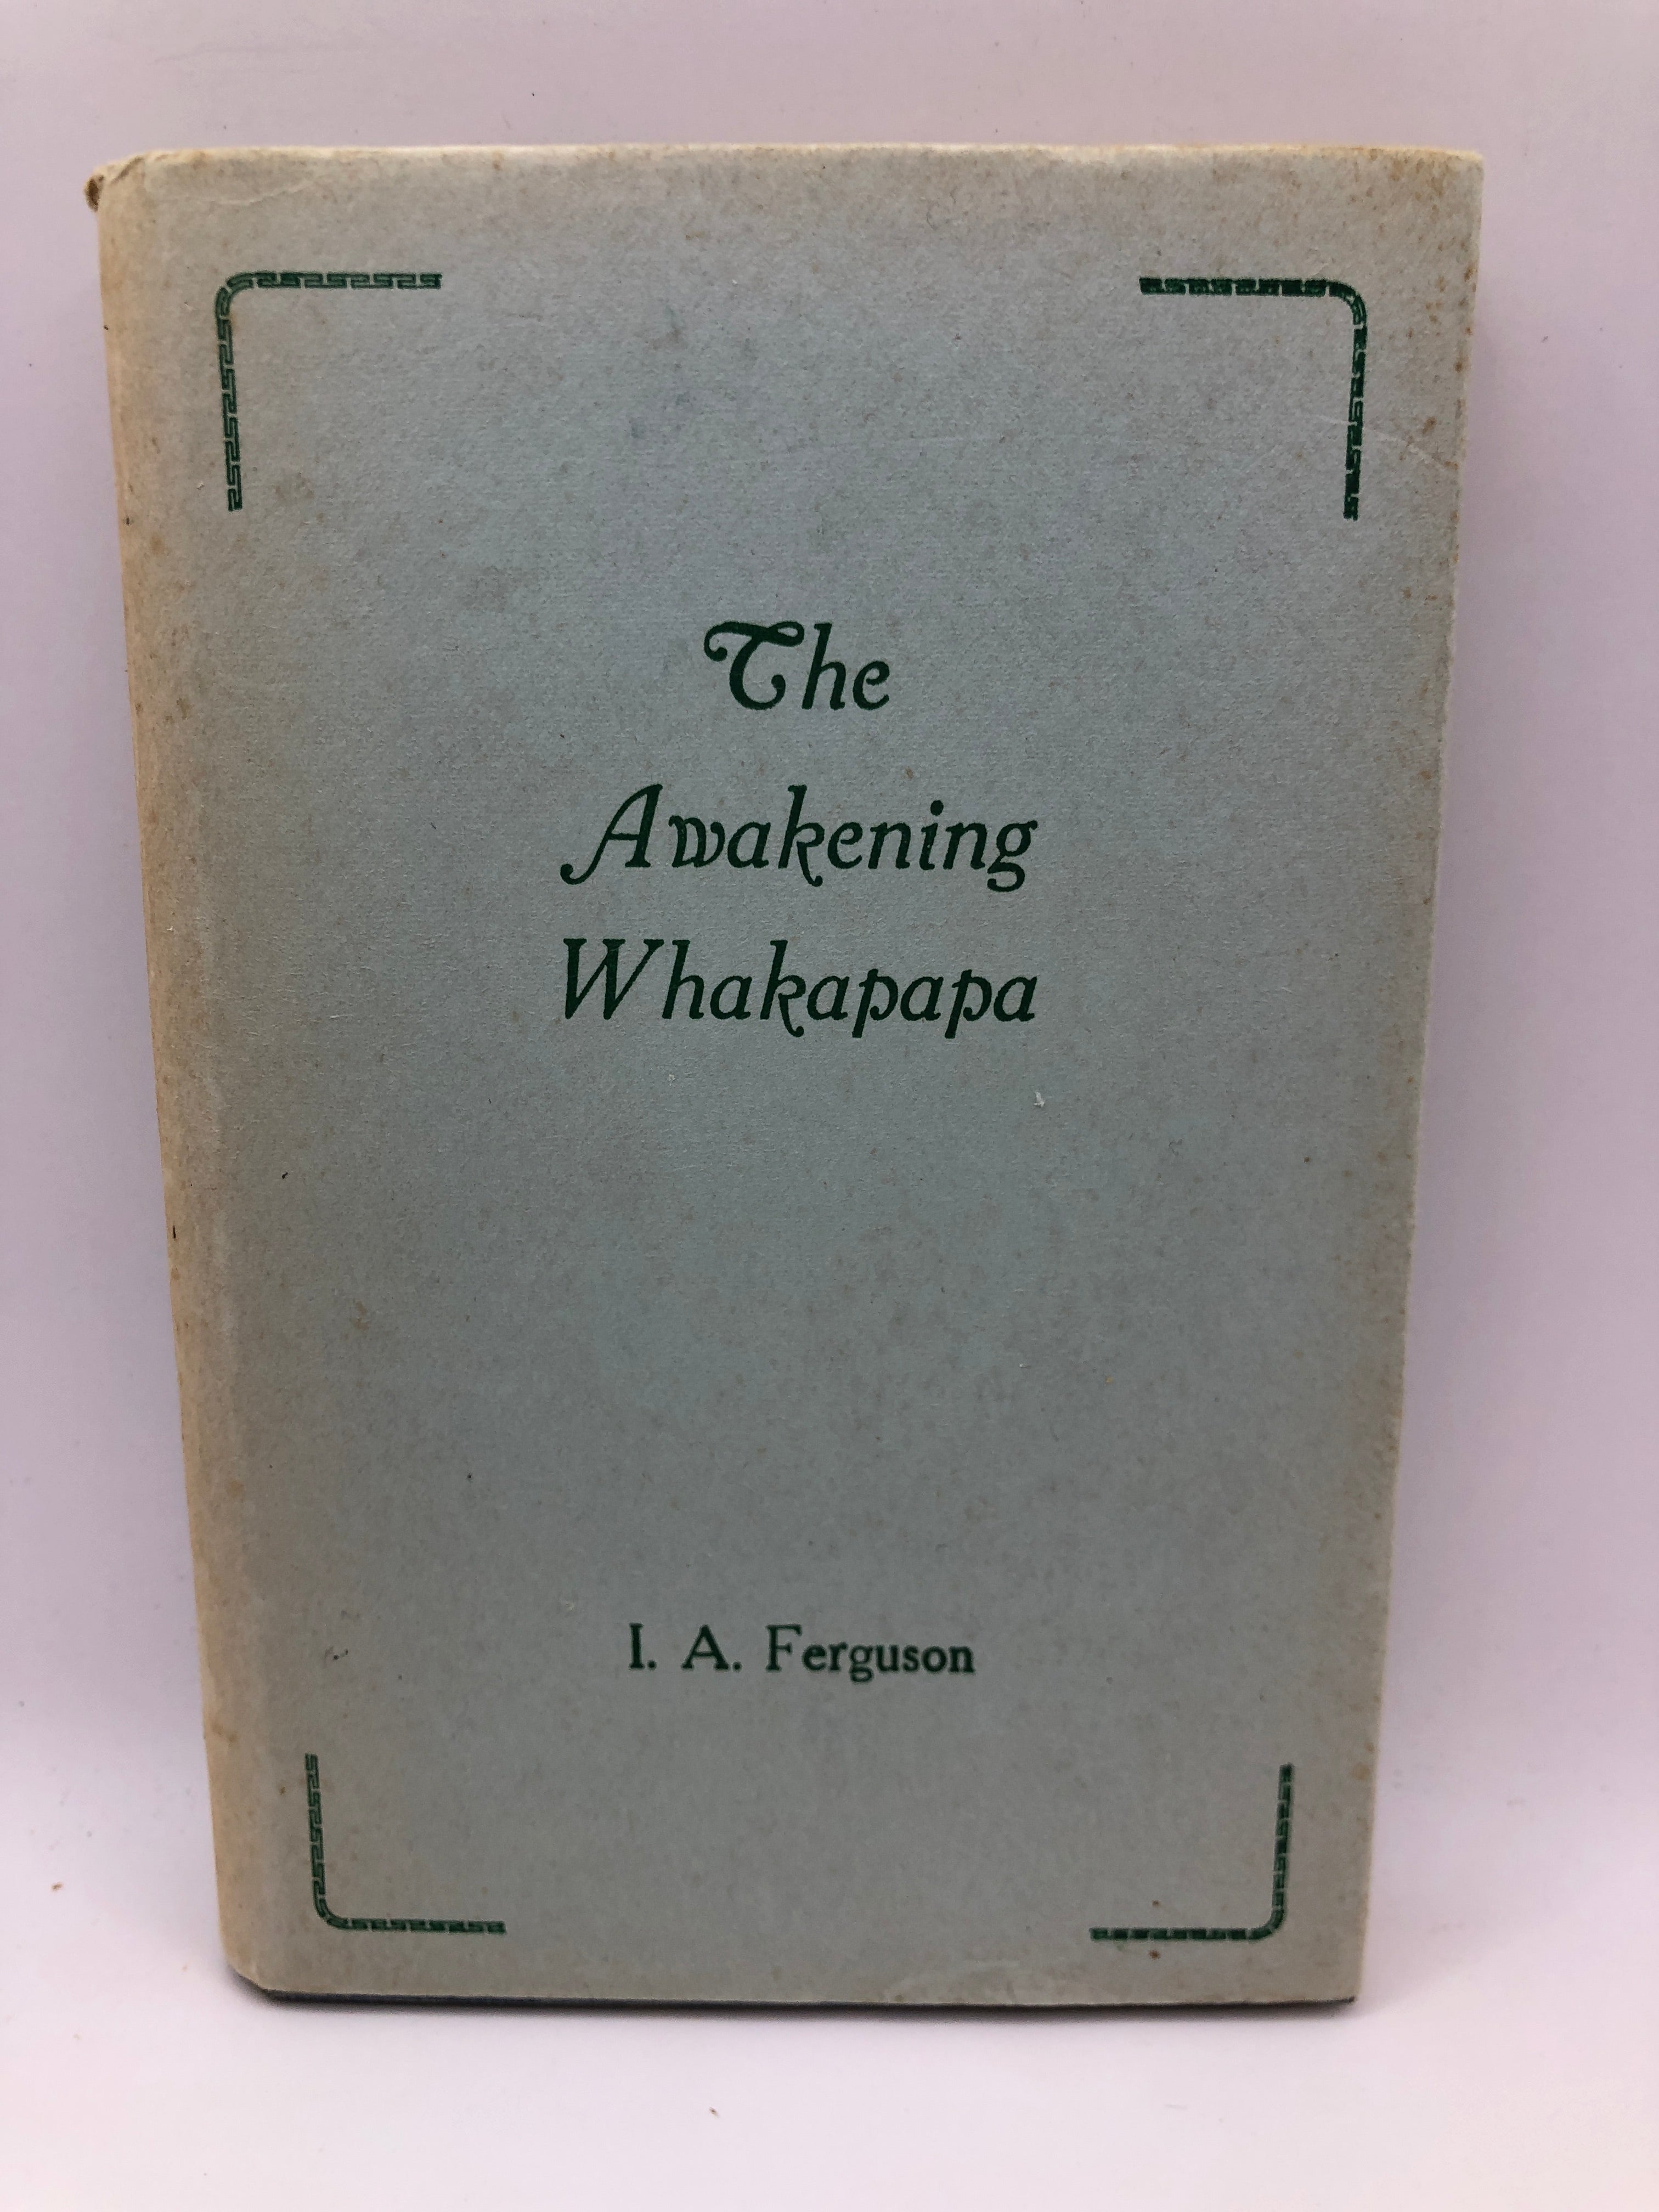 The
Awakening
Whakapapa
I. A. Ferguson